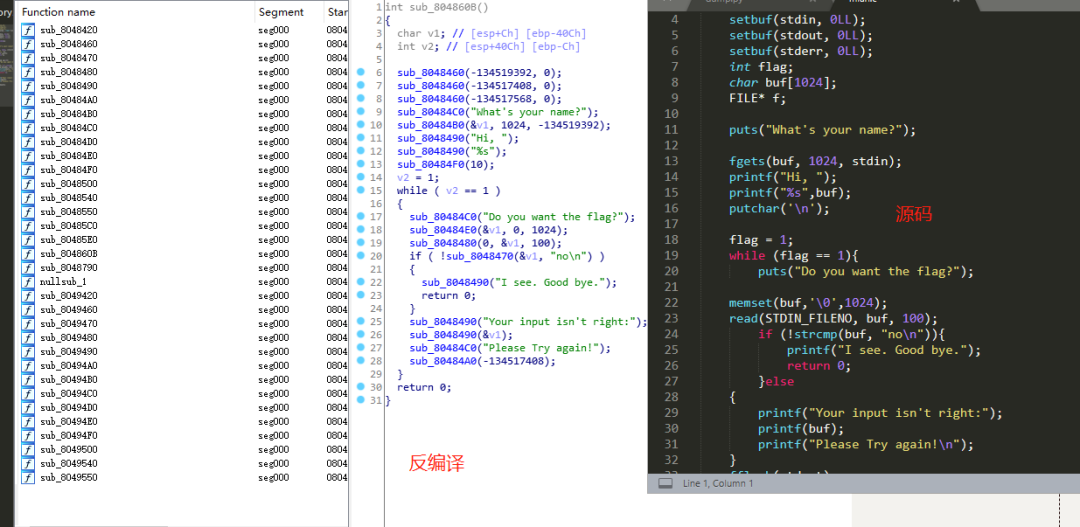 ory
Function name Segment Star
f sub_8048420 seg000 0804
f sub_8048460 seg000 0804
f sub_8048470 seg000 0804
f sub_8048480 seg000 0804
f sub_8048490 seg000 0804
f sub_80484A0 seg000 0804
f sub_80484B0 seg000 0804
f sub_80484C0 seg000 0804
f sub_80484D0 seg000 0804
f sub_80484E0 seg000 0804
f sub_80484F0 seg000 0804
f sub_8048500 seg000 0804
f sub_8048540 seg000 0804
f sub_8048550 seg000 0804
f sub_80485C0 seg000 0804
f sub_80485E0 seg000 0804
f sub_804860B seg000 0804
f sub_8048790 seg000 0804
f nullsub_1 seg000 0804
f sub_8049420 seg000 0804
f sub_8049460 seg000 0804
f sub_8049470 seg000 0804
f sub_8049480 seg000 0804
f sub_8049490 seg000 0804
f sub_80494A0 seg000 0804
f sub_80494B0 seg000 0804
f sub_80494C0 seg000 0804
f sub_80494D0 seg000 0804
f sub_80494E0 seg000 0804
f sub_80494F0 seg000 0804
f sub_8049500 seg000 0804
f sub_8049540 seg000 0804
f sub_8049550 seg000 0804
1 int sub_804860B()
2 {
3 char v1; // [esp+Ch] [ebp-40Ch]
4 int v2; // [esp+40Ch] [ebp-Ch]
5
6 sub_8048460(-134519392, 0);
7 sub_8048460(-134517408, 0);
8 sub_8048460(-134517568, 0);
9 sub_80484C0("What's your name?");
10 sub_80484B0(&v1, 1024, -134519392);
11 sub_8048490("Hi, ");
12 sub_8048490("%s");
13 sub_80484F0(10);
14 v2 = 1;
15 while ( v2 == 1 )
16 {
17 sub_80484C0("Do you want the flag?");
18 sub_80484E0(&v1, 0, 1024);
19 sub_8048480(0, &v1, 100);
20 if ( !sub_8048470(&v1, "no\n") )
21 {
22 sub_8048490("I see. Good bye.");
23 return 0;
24 }
25 sub_8048490("Your input isn't right:");
26 sub_8048490(&v1);
27 sub_80484C0("Please Try again!");
28 sub_80484A0(-134517408);
29 }
30 return 0;
31 }
反编译
4 setbuf(stdin, 0LL);
5 setbuf(stdout, 0LL);
6 setbuf(stderr, 0LL);
7 int flag;
8 char buf[1024];
9 FILE* f;
10
11 puts("What's your name?");
12
13 fgets(buf, 1024, stdin);
14 printf("Hi, ");
15 printf("%s",buf);
16 putchar('\n');
17
18 flag = 1;
19 while (flag == 1){
20 puts("Do you want the flag?");
21
22 memset(buf,'\0',1024);
23 read(STDIN_FILENO, buf, 100);
24 if (!strcmp(buf, "no\n")){
25 printf("I see. Good bye.");
26 return 0;
27 }else
28 {
29 printf("Your input isn't right:");
30 printf(buf);
31 printf("Please Try again!\n");
32 }
源码
Line 1, Column 1